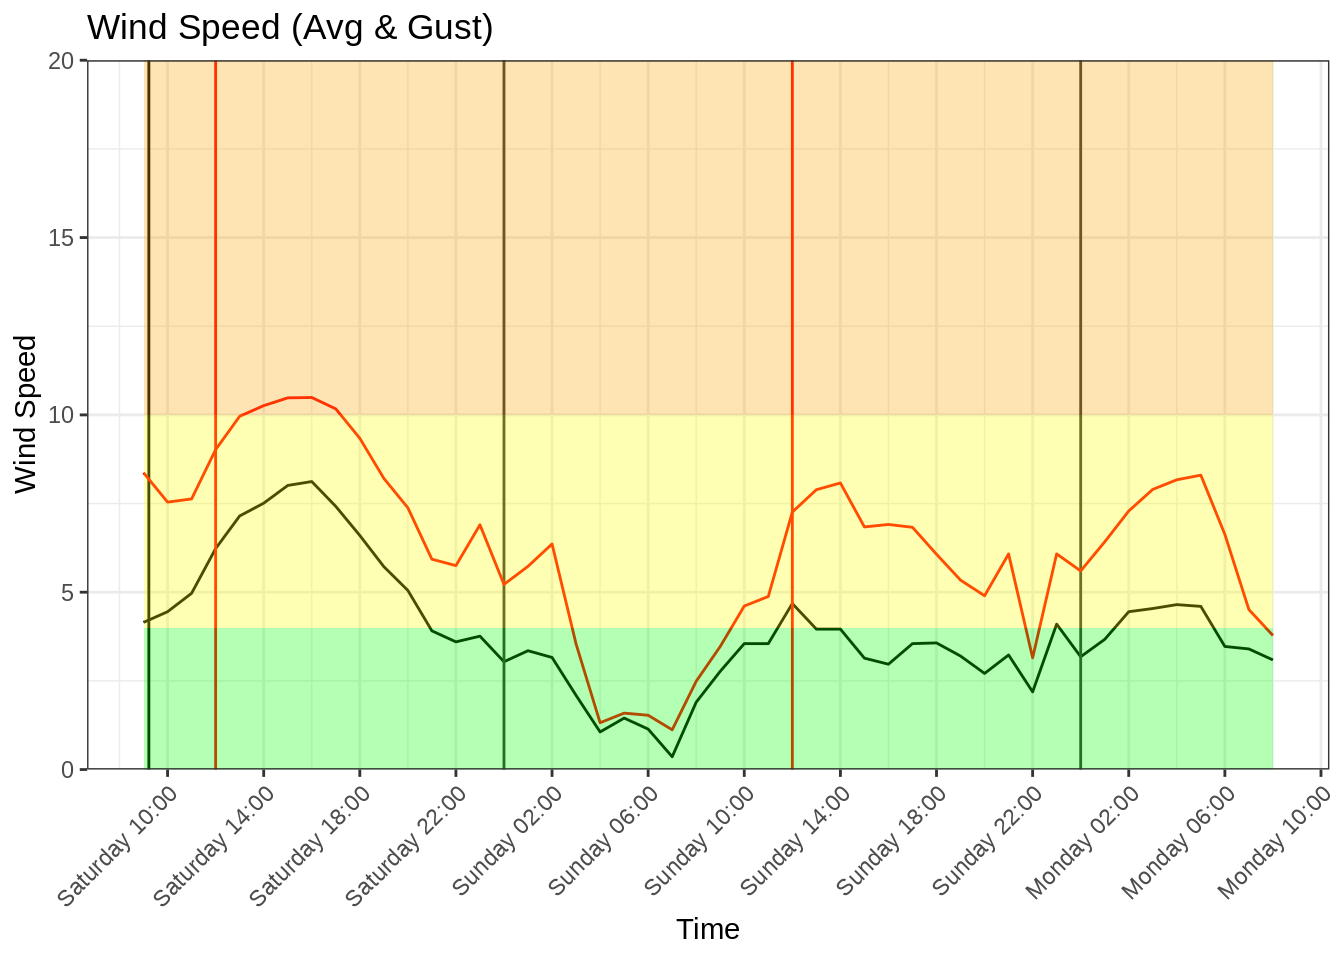 Wind Speed (Avg & Gust)
Wind Speed
20
15
10
5
0
Saturday 10:00
Saturday 14:00
Saturday 18:00
Saturday 22:00
Sunday 02:00
Sunday 06:00
Sunday 10:00
Sunday 14:00
Sunday 18:00
Sunday 22:00
Monday 02:00
Monday 06:00
Monday 10:00
Time